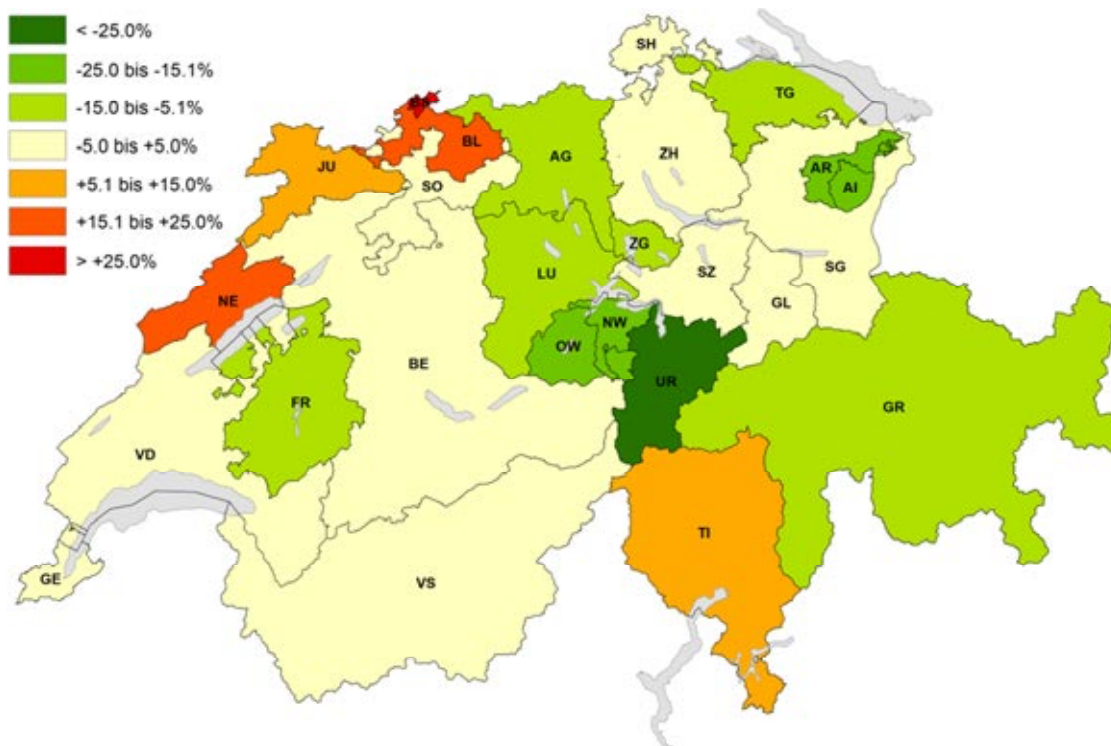 < -25.0%
-25.0 bis -15.1%
-15.0 bis -5.1%
-5.0 bis +5.0%
+5.1 bis +15.0%
+15.1 bis +25.0%
> +25.0%
SH
TG
BS
BL
AG
ZH
JU
SO
AR
AI
ZG
LU
SZ
SG
NE
GL
NW
OW
BE
UR
FR
GR
VD
TI
GE
VS